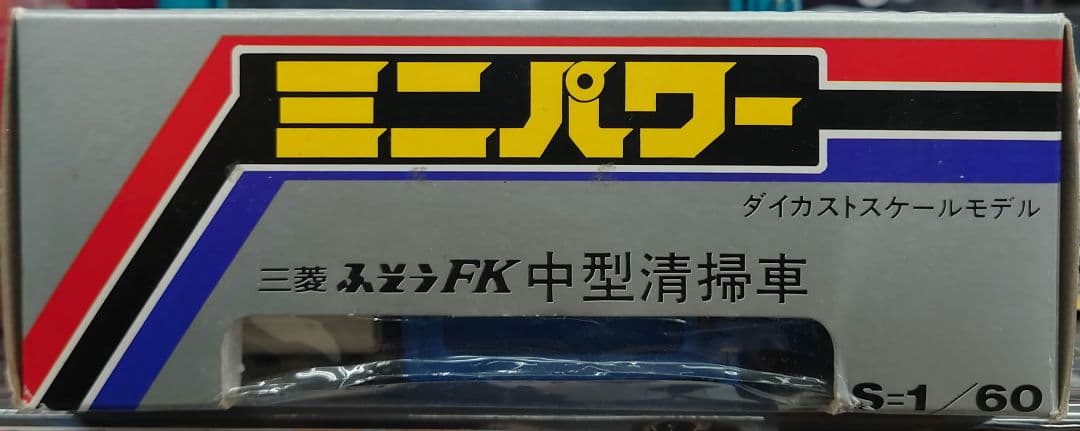 ミニパワー
ダイカストスケールモデル
三菱 ふそうFK 中型清掃車
S=1/60